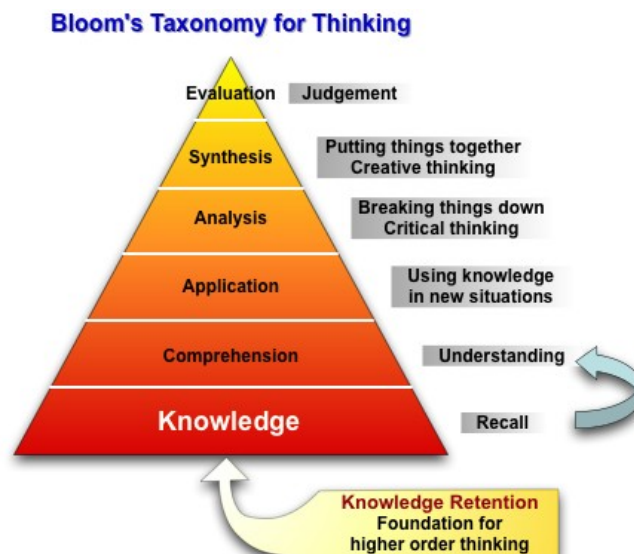 Bloom's Taxonomy for Thinking
Evaluation
Judgement
Synthesis
Putting things together
Creative thinking
Analysis
Breaking things down
Critical thinking
Application
Using knowledge
in new situations
Comprehension
Understanding
Knowledge
Recall
Knowledge Retention
Foundation for
higher order thinking